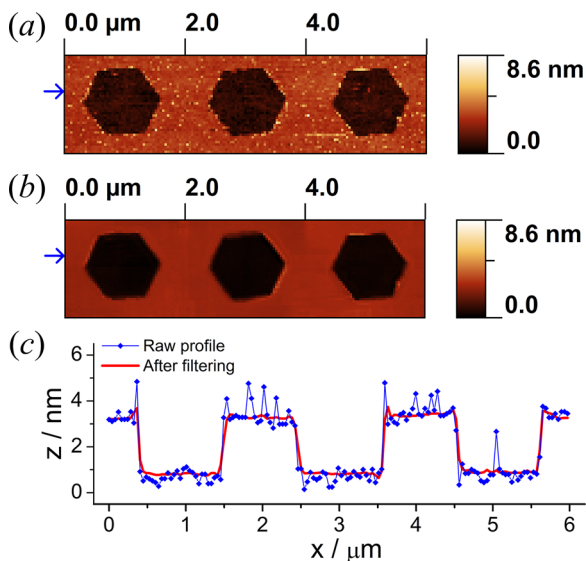 (a)
0.0 µm 2.0 4.0
8.6 nm
0.0
(b)
0.0 µm 2.0 4.0
8.6 nm
0.0
(c)
Raw profile
After filtering
z / nm
6
4
2
0
0 1 2 3 4 5 6
x / µm